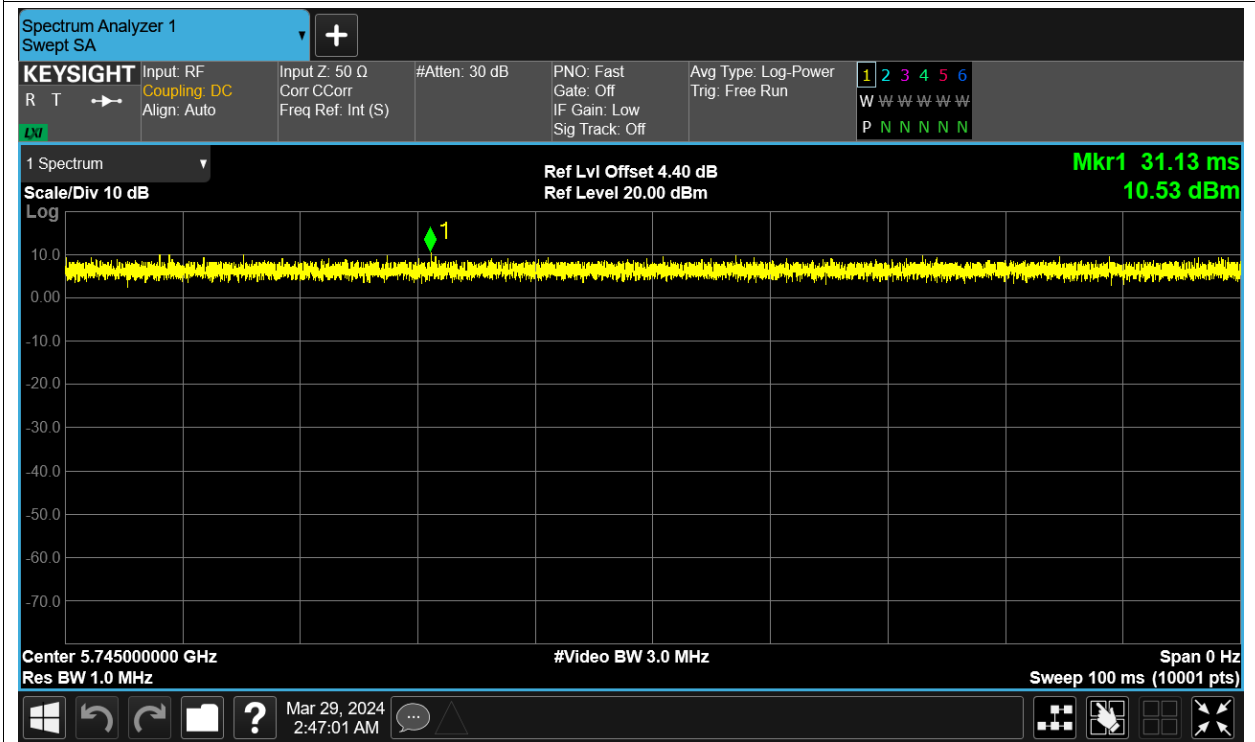 Spectrum Analyzer 1
Swept SA
KEYSIGHT
R T
LXI
Input: RF
Coupling: DC
Align: Auto
Input Z: 50 Ω
Corr CCorr
Freq Ref: Int (S)
#Atten: 30 dB
PNO: Fast
Gate: Off
IF Gain: Low
Sig Track: Off
Avg Type: Log-Power
Trig: Free Run
1 2 3 4 5 6
W W W W W W
P N N N N N
1 Spectrum
Scale/Div 10 dB
Ref Lvl Offset 4.40 dB
Ref Level 20.00 dBm
Mkr1 31.13 ms
10.53 dBm
Log
1
10.0
0.00
-10.0
-20.0
-30.0
-40.0
-50.0
-60.0
-70.0
Center 5.745000000 GHz
Res BW 1.0 MHz
#Video BW 3.0 MHz
Span 0 Hz
Sweep 100 ms (10001 pts)
?
Mar 29, 2024
2:47:01 AM